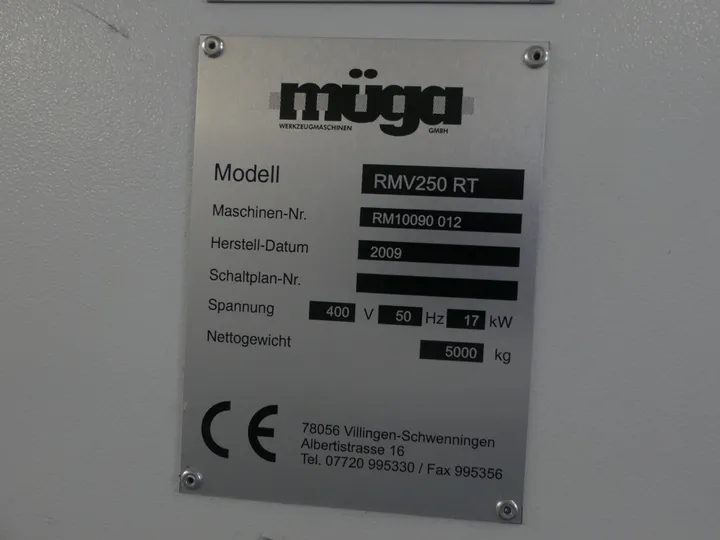 müga
WERKZEUGMASCHINEN GMBH
Modell RMV250 RT
Maschinen-Nr. RM10090 012
Herstell-Datum 2009
Schaltplan-Nr.
Spannung 400 V 50 Hz 17 kW
Nettogewicht 5000 kg
CE
78056 Villingen-Schwenningen
Albertistrasse 16
Tel. 07720 995330 / Fax 995356